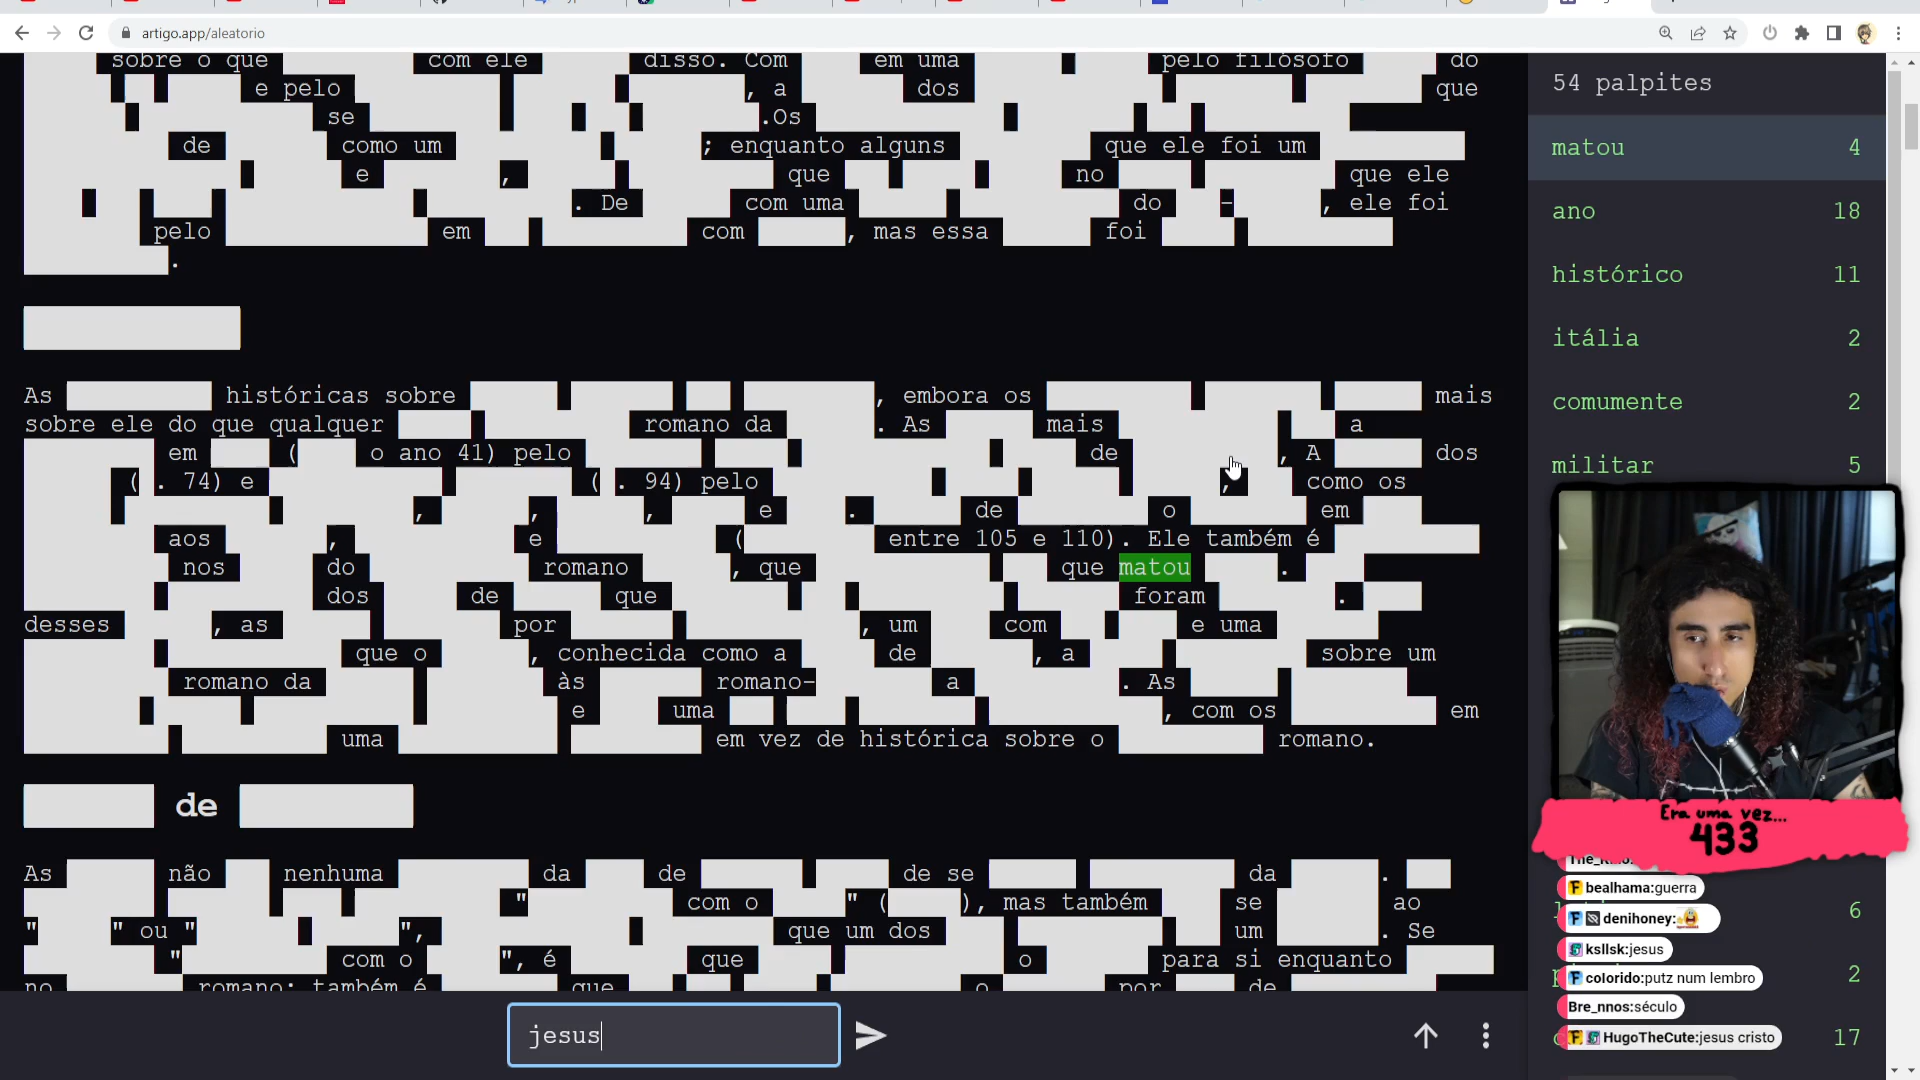 artigo.app/aleatorio
sobre o que com ele disso. Com em uma pelo filósofo do
e pelo , a dos que
se .Os
de como um ; enquanto alguns que ele foi um
e , que no que ele
. De com uma do - , ele foi
pelo em com , mas essa foi
.
As históricas sobre , embora os mais
sobre ele do que qualquer romano da . As mais a
em ( o ano 41) pelo de , A dos
( . 74) e ( . 94) pelo , como os
, , , e . de o em
aos , e ( entre 105 e 110). Ele também é
nos do romano , que que matou .
dos de que foram .
desses , as por , um com e uma
que o , conhecida como a de , a sobre um
romano da às romano- a . As
e uma , com os em
uma em vez de histórica sobre o romano.
de
As não nenhuma da de de se da .
" com o " ( ), mas também se ao
" " ou " ", que um dos um . Se
" com o ", é que o para si enquanto
no romano; também é que o por de
jesus
54 palpites
matou 4
ano 18
histórico 11
itália 2
comumente 2
militar 5
6
2
17
Era uma vez...
433
bealhama:guerra
denihoney:
ksllsk:jesus
colorido:putz num lembro
Bre_nnos:século
HugoTheCute:jesus cristo